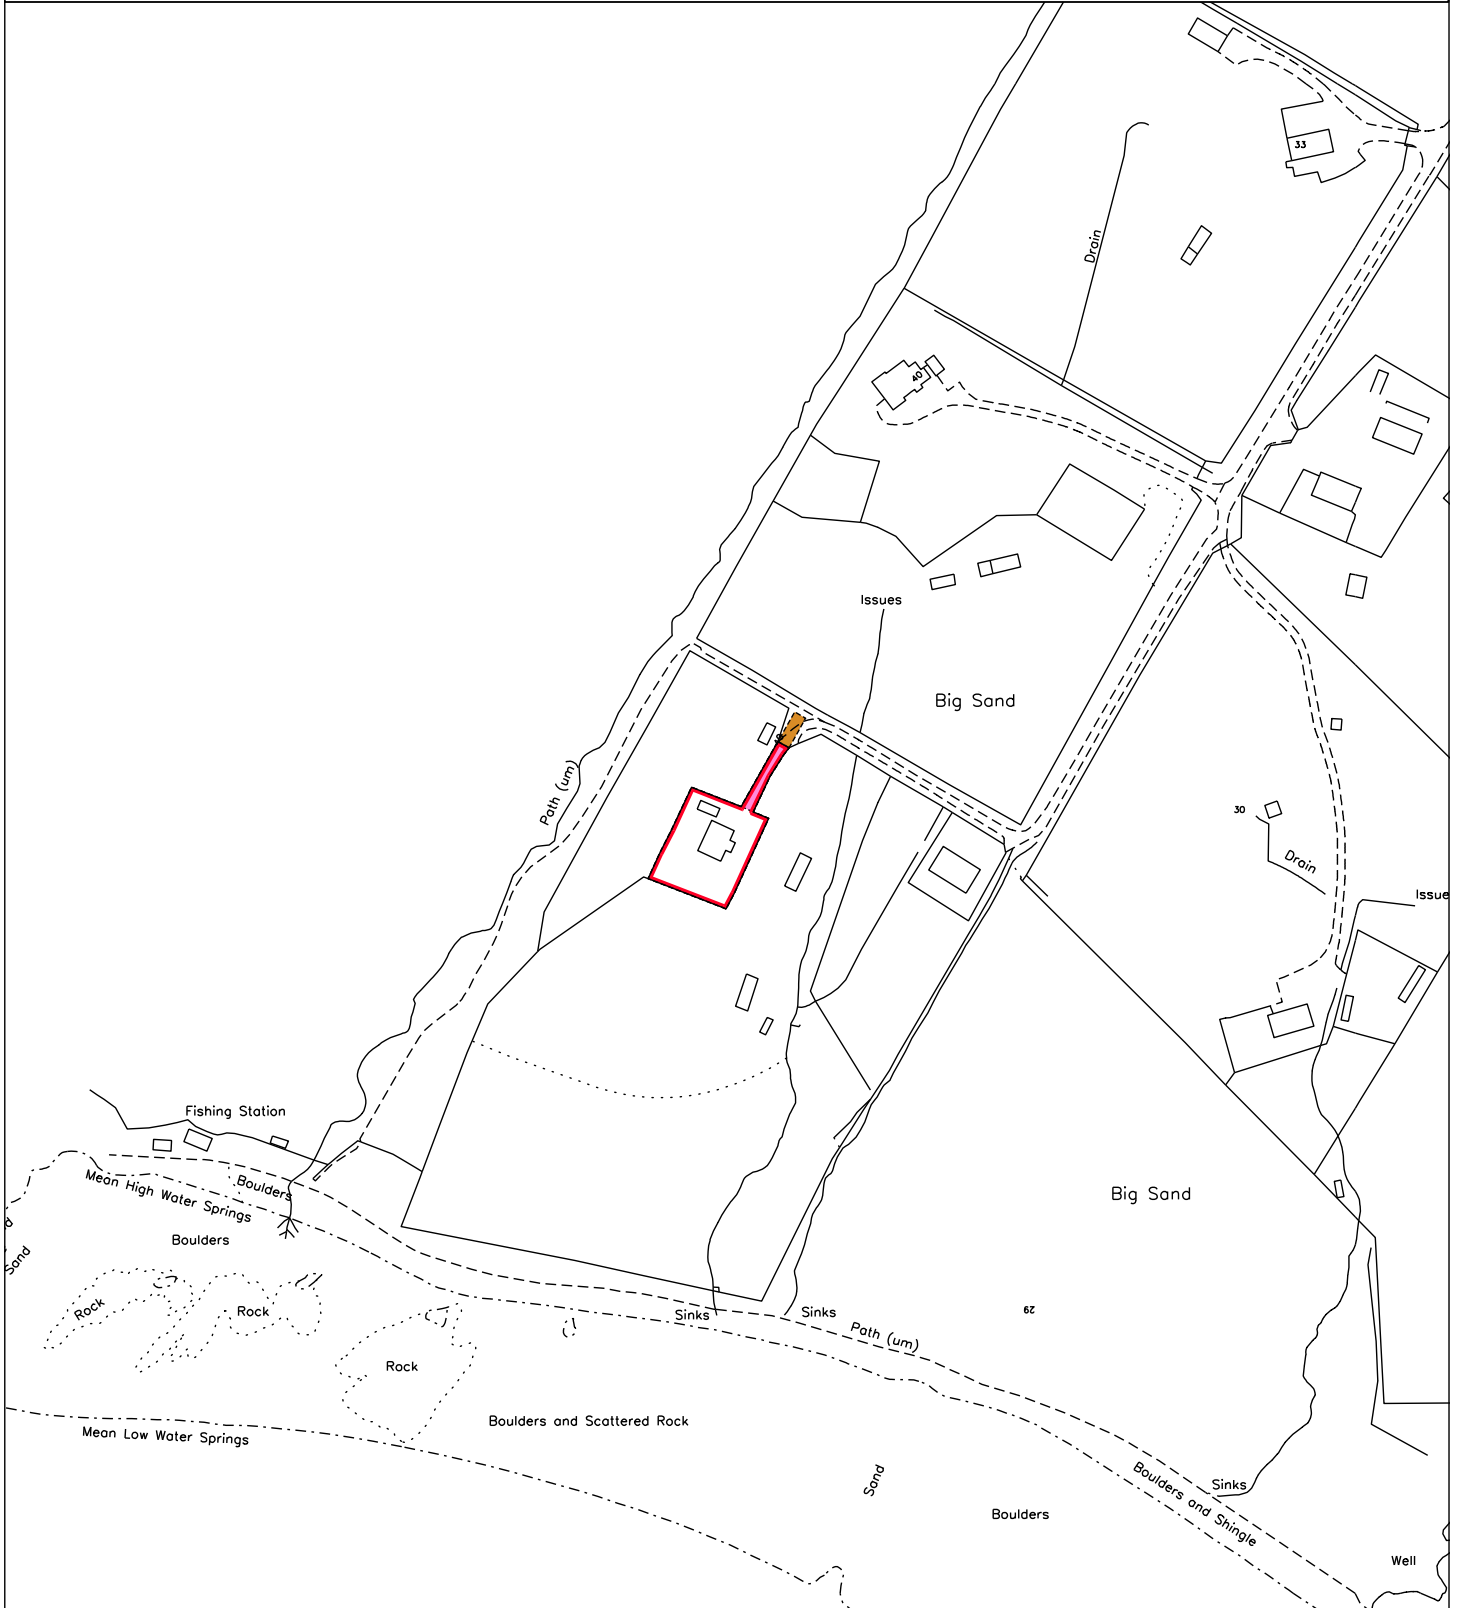 33
Drain
40
Issues
Big Sand
Path (um)
30
Drain
Issue
Fishing Station
Boulders
Mean High Water Springs
Big Sand
Boulders
Sand
Rock
Rock
Sinks
Sinks
29
Path (um)
Rock
Boulders and Scattered Rock
Mean Low Water Springs
Sand
Boulders and Shingle
Sinks
Boulders
Well